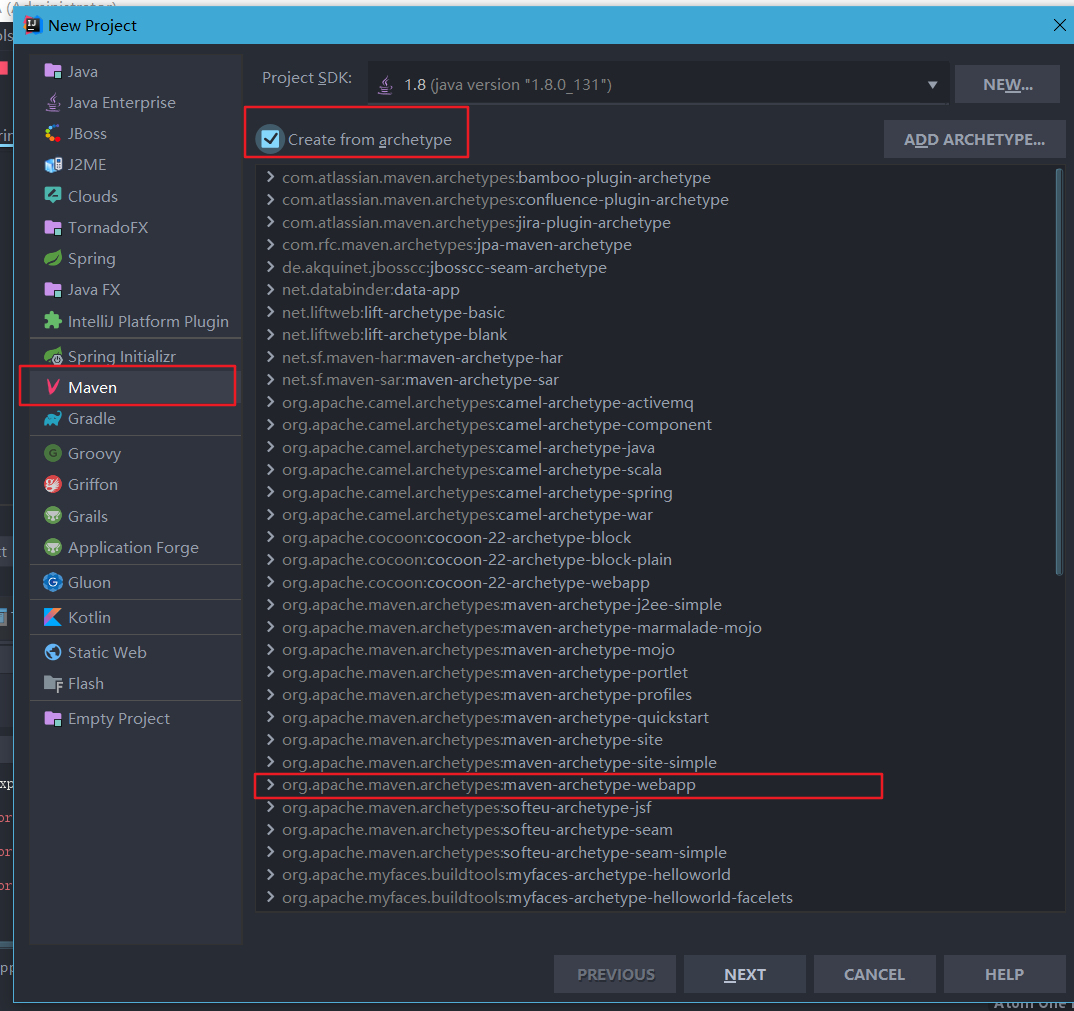 New Project
Java
Java Enterprise
JBoss
J2ME
Clouds
TornadoFX
Spring
Java FX
IntelliJ Platform Plugin
Spring Initializr
Maven
Gradle
Groovy
Griffon
Grails
Application Forge
Gluon
Kotlin
Static Web
Flash
Empty Project
Project SDK:
1.8 (java version "1.8.0_131")
NEW...
Create from archetype
ADD ARCHETYPE...
com.atlassian.maven.archetypes:bamboo-plugin-archetype
com.atlassian.maven.archetypes:confluence-plugin-archetype
com.atlassian.maven.archetypes:jira-plugin-archetype
com.rfc.maven.archetypes:jpa-maven-archetype
de.akquinet.jbosscc:jbosscc-seam-archetype
net.databinder:data-app
net.liftweb:lift-archetype-basic
net.liftweb:lift-archetype-blank
net.sf.maven-har:maven-archetype-har
net.sf.maven-sar:maven-archetype-sar
org.apache.camel.archetypes:camel-archetype-activemq
org.apache.camel.archetypes:camel-archetype-component
org.apache.camel.archetypes:camel-archetype-java
org.apache.camel.archetypes:camel-archetype-scala
org.apache.camel.archetypes:camel-archetype-spring
org.apache.camel.archetypes:camel-archetype-war
org.apache.cocoon:cocoon-22-archetype-block
org.apache.cocoon:cocoon-22-archetype-block-plain
org.apache.cocoon:cocoon-22-archetype-webapp
org.apache.maven.archetypes:maven-archetype-j2ee-simple
org.apache.maven.archetypes:maven-archetype-marmalade-mojo
org.apache.maven.archetypes:maven-archetype-mojo
org.apache.maven.archetypes:maven-archetype-portlet
org.apache.maven.archetypes:maven-archetype-profiles
org.apache.maven.archetypes:maven-archetype-quickstart
org.apache.maven.archetypes:maven-archetype-site
org.apache.maven.archetypes:maven-archetype-site-simple
org.apache.maven.archetypes:maven-archetype-webapp
org.apache.maven.archetypes:softeu-archetype-jsf
org.apache.maven.archetypes:softeu-archetype-seam
org.apache.maven.archetypes:softeu-archetype-seam-simple
org.apache.myfaces.buildtools:myfaces-archetype-helloworld
org.apache.myfaces.buildtools:myfaces-archetype-helloworld-facelets
PREVIOUS
NEXT
CANCEL
HELP